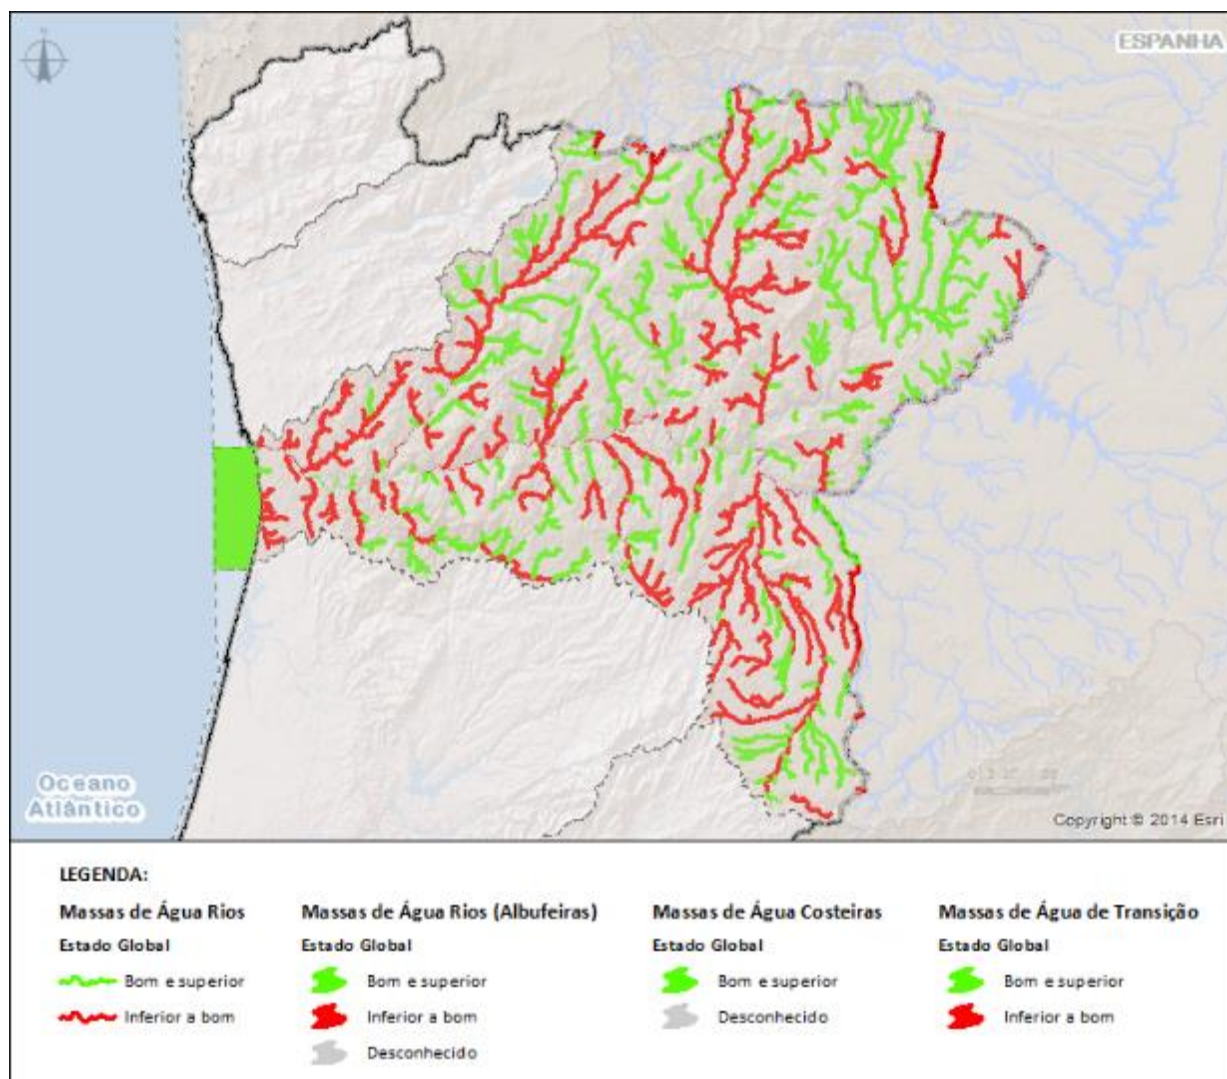 ESPANHA
Oceano
Atlântico
Copyright © 2014 Esri
LEGENDA:
Massas de Água Rios
Estado Global
Bom e superior
Inferior a bom
Massas de Água Rios (Albufeiras)
Estado Global
Bom e superior
Inferior a bom
Desconhecido
Massas de Água Costeiras
Estado Global
Bom e superior
Desconhecido
Massas de Água de Transição
Estado Global
Bom e superior
Inferior a bom